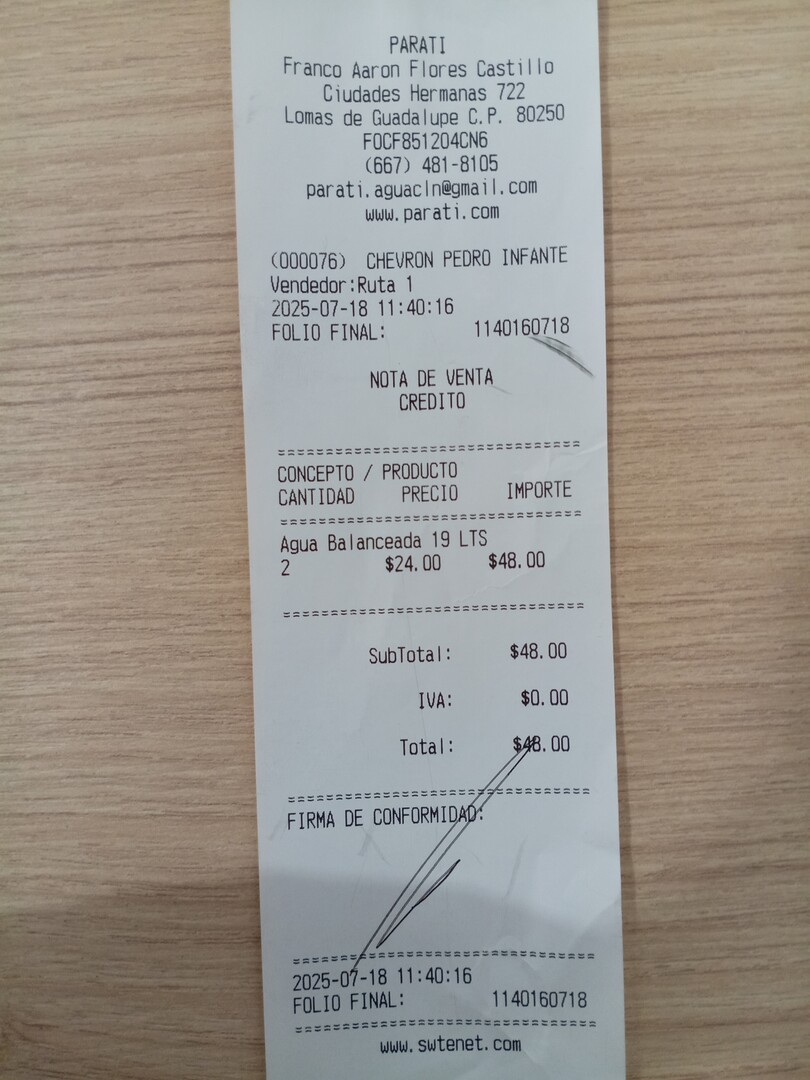 PARATI
Franco Aaron Flores Castillo
Ciudades Hermanas 722
Lomas de Guadalupe C.P. 80250
FOCF851204CN6
(667) 481-8105
parati.aguacln@gmail.com
www.parati.com
(000076) CHEVRON PEDRO INFANTE
Vendedor:Ruta 1
2025-07-18 11:40:16
FOLIO FINAL: 1140160718
NOTA DE VENTA
CREDITO
CONCEPTO / PRODUCTO
CANTIDAD PRECIO IMPORTE
Agua Balanceada 19 LTS
2 $24.00 $48.00
SubTotal: $48.00
IVA: $0.00
Total: $48.00
FIRMA DE CONFORMIDAD:
2025-07-18 11:40:16
FOLIO FINAL: 1140160718
www.swtenet.com